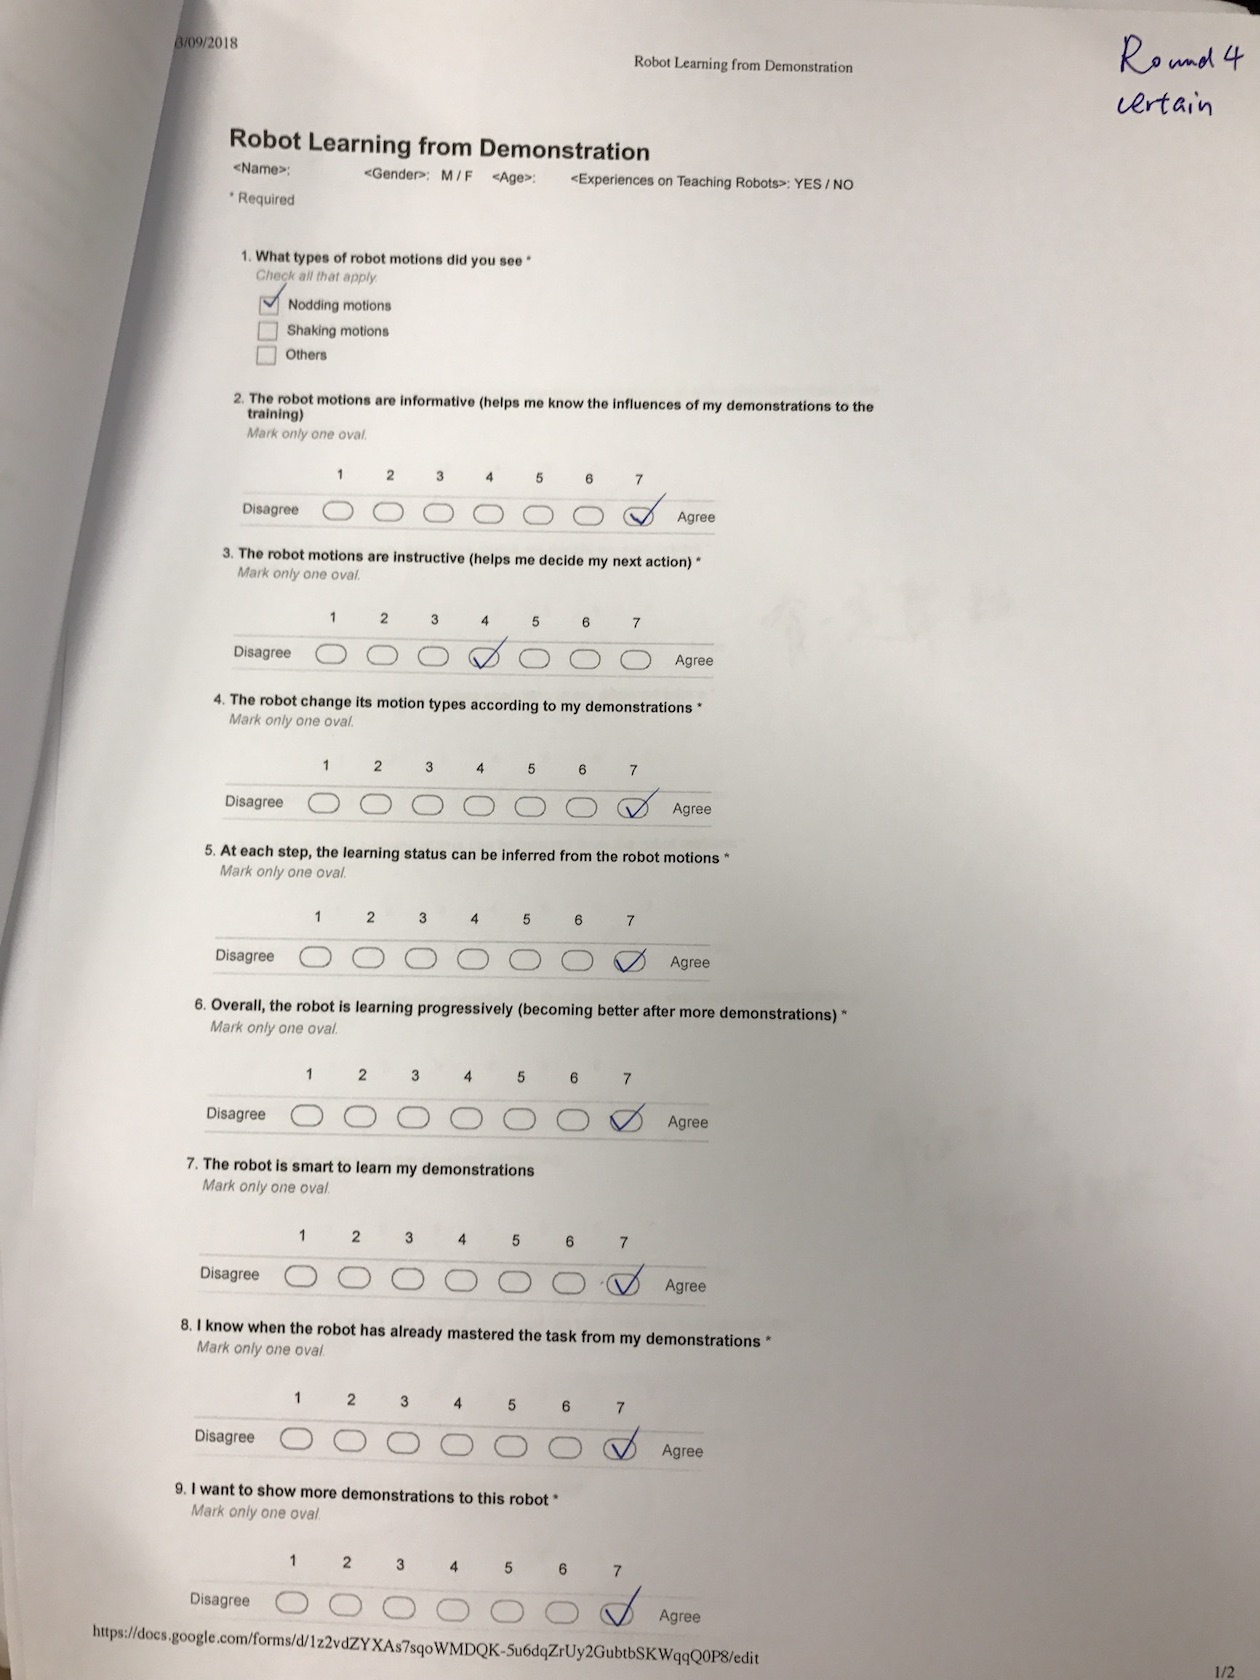 3/09/2018
Robot Learning from Demonstration
Round 4
certain
Robot Learning from Demonstration
<Name>: <Gender>: M / F <Age>: <Experiences on Teaching Robots>: YES / NO
* Required
1. What types of robot motions did you see *
Check all that apply.
Nodding motions
Shaking motions
Others
2. The robot motions are informative (helps me know the influences of my demonstrations to the
training)
Mark only one oval.
1 2 3 4 5 6 7
Disagree Agree
3. The robot motions are instructive (helps me decide my next action) *
Mark only one oval.
1 2 3 4 5 6 7
Disagree Agree
4. The robot change its motion types according to my demonstrations *
Mark only one oval.
1 2 3 4 5 6 7
Disagree Agree
5. At each step, the learning status can be inferred from the robot motions *
Mark only one oval.
1 2 3 4 5 6 7
Disagree Agree
6. Overall, the robot is learning progressively (becoming better after more demonstrations) *
Mark only one oval.
1 2 3 4 5 6 7
Disagree Agree
7. The robot is smart to learn my demonstrations
Mark only one oval.
1 2 3 4 5 6 7
Disagree Agree
8. I know when the robot has already mastered the task from my demonstrations *
Mark only one oval.
1 2 3 4 5 6 7
Disagree Agree
9. I want to show more demonstrations to this robot *
Mark only one oval.
1 2 3 4 5 6 7
Disagree Agree
https://docs.google.com/forms/d/1z2vdZYXAs7sqoWMDQK-5u6dqZrUy2GubtbSKWqqQ0P8/edit
1/2